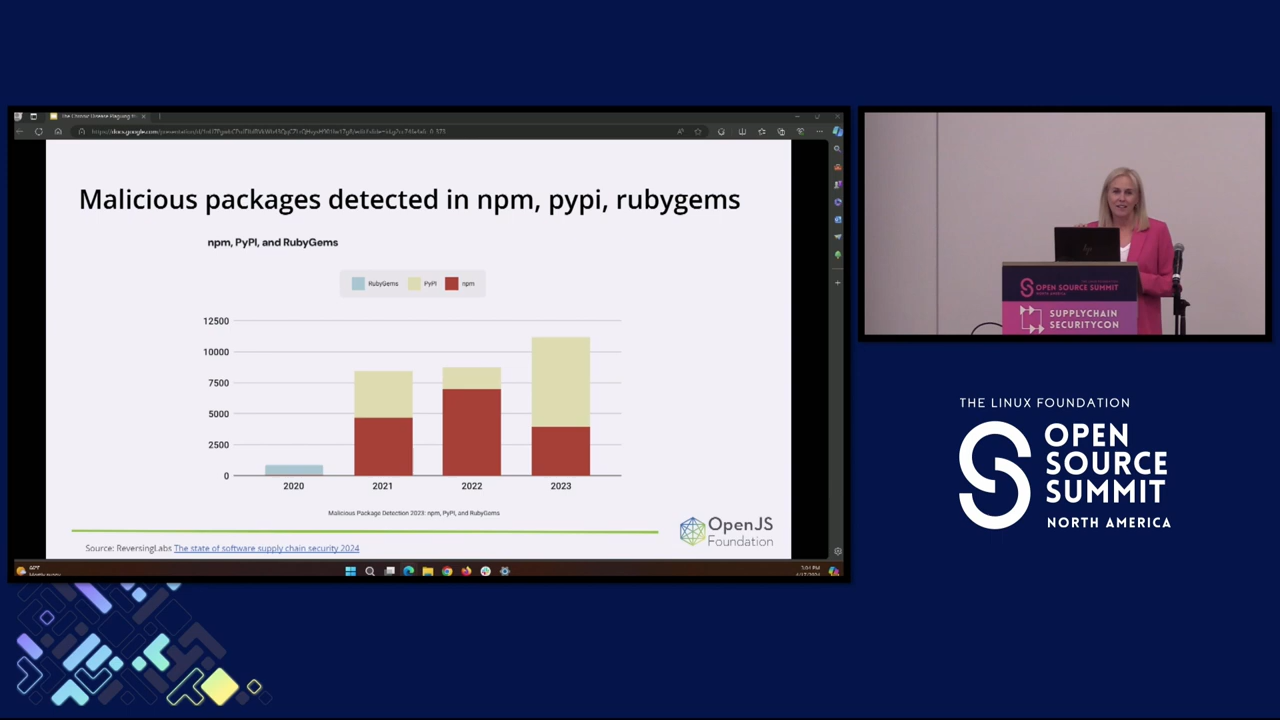 Malicious packages detected in npm, pypi, rubygems
npm, PyPI, and RubyGems
RubyGems PyPI npm
12500
10000
7500
5000
2500
0
2020 2021 2022 2023
Malicious Package Detection 2023: npm, PyPI, and RubyGems
OpenJS
Foundation
Source: ReversingLabs The state of software supply chain security 2024
hp
OPEN SOURCE SUMMIT
NORTH AMERICA
SUPPLYCHAIN
SECURITYCON
THE LINUX FOUNDATION
OPEN
SOURCE
SUMMIT
NORTH AMERICA